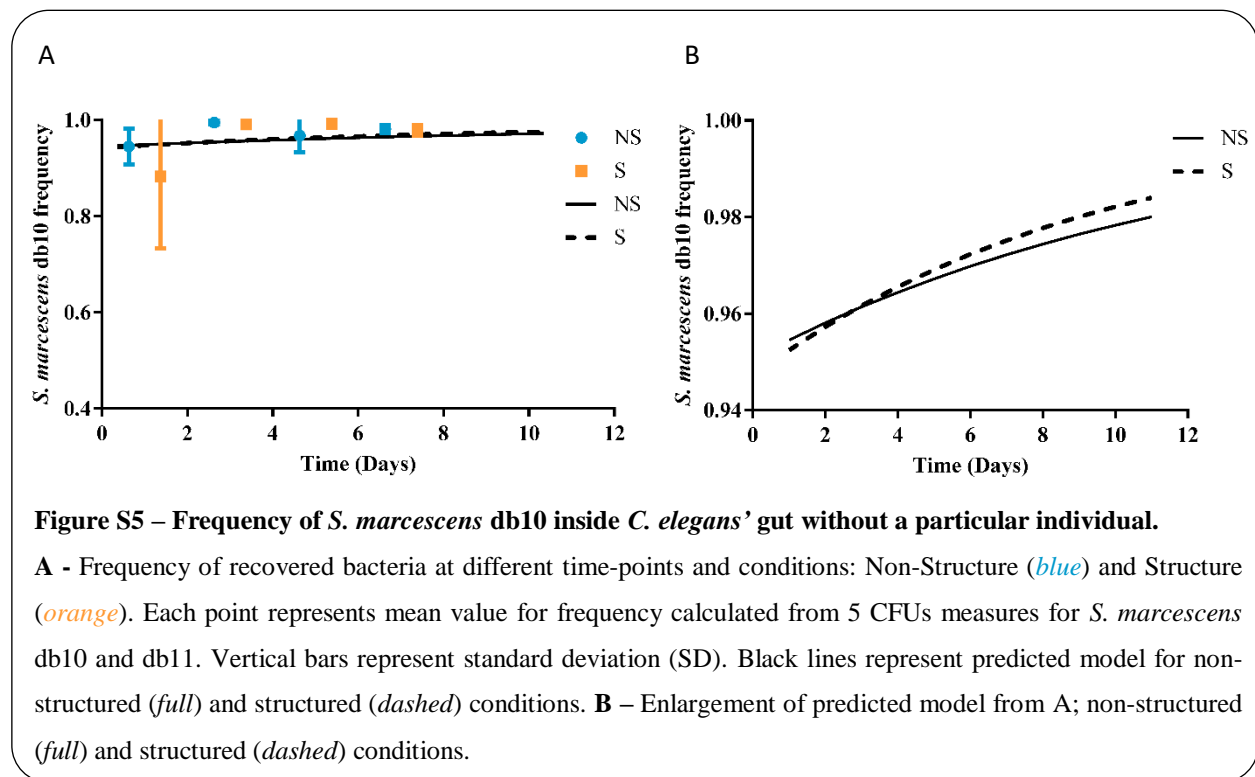 A
B
S. marcescens db10 frequency
1.0
0.8
0.6
0.4
0 2 4 6 8 10 12
Time (Days)
NS
S
NS
S
S. marcescens db10 frequency
1.00
0.98
0.96
0.94
0 2 4 6 8 10 12
Time (Days)
NS
S
Figure S5 – Frequency of S. marcescens db10 inside C. elegans’ gut without a particular individual.
A - Frequency of recovered bacteria at different time-points and conditions: Non-Structure (blue) and Structure
(orange). Each point represents mean value for frequency calculated from 5 CFUs measures for S. marcescens
db10 and db11. Vertical bars represent standard deviation (SD). Black lines represent predicted model for non-
structured (full) and structured (dashed) conditions. B – Enlargement of predicted model from A; non-structured
(full) and structured (dashed) conditions.